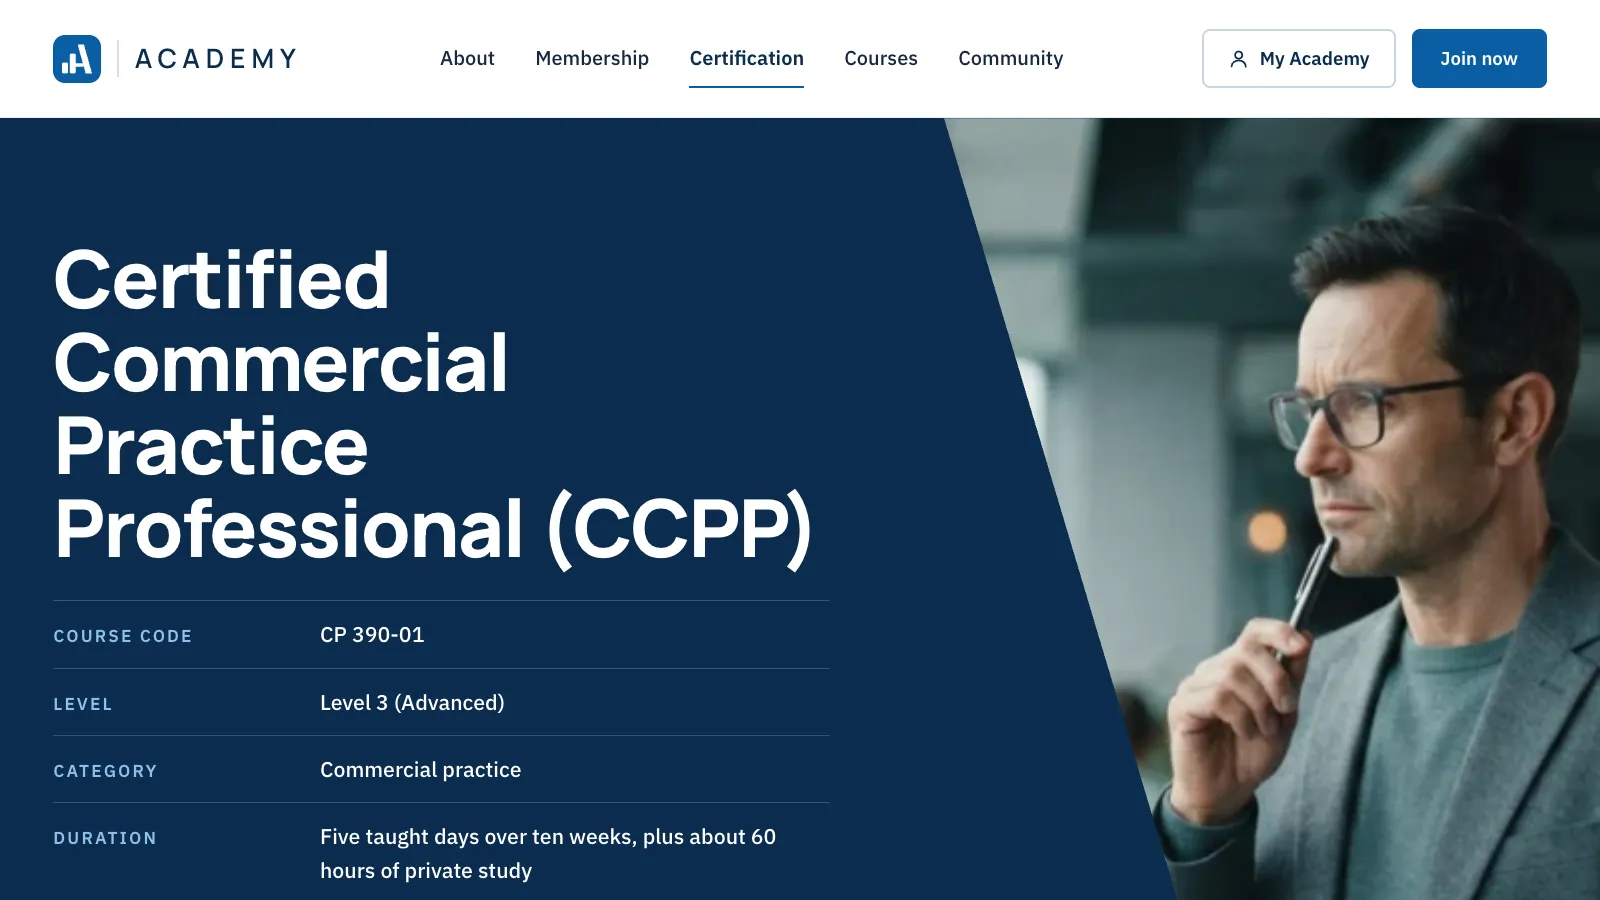 ACADEMY
About
Membership
Certification
Courses
Community
My Academy
Join now
Certified
Commercial
Practice
Professional (CCPP)
COURSE CODE
CP 390-01
LEVEL
Level 3 (Advanced)
CATEGORY
Commercial practice
DURATION
Five taught days over ten weeks, plus about 60
hours of private study